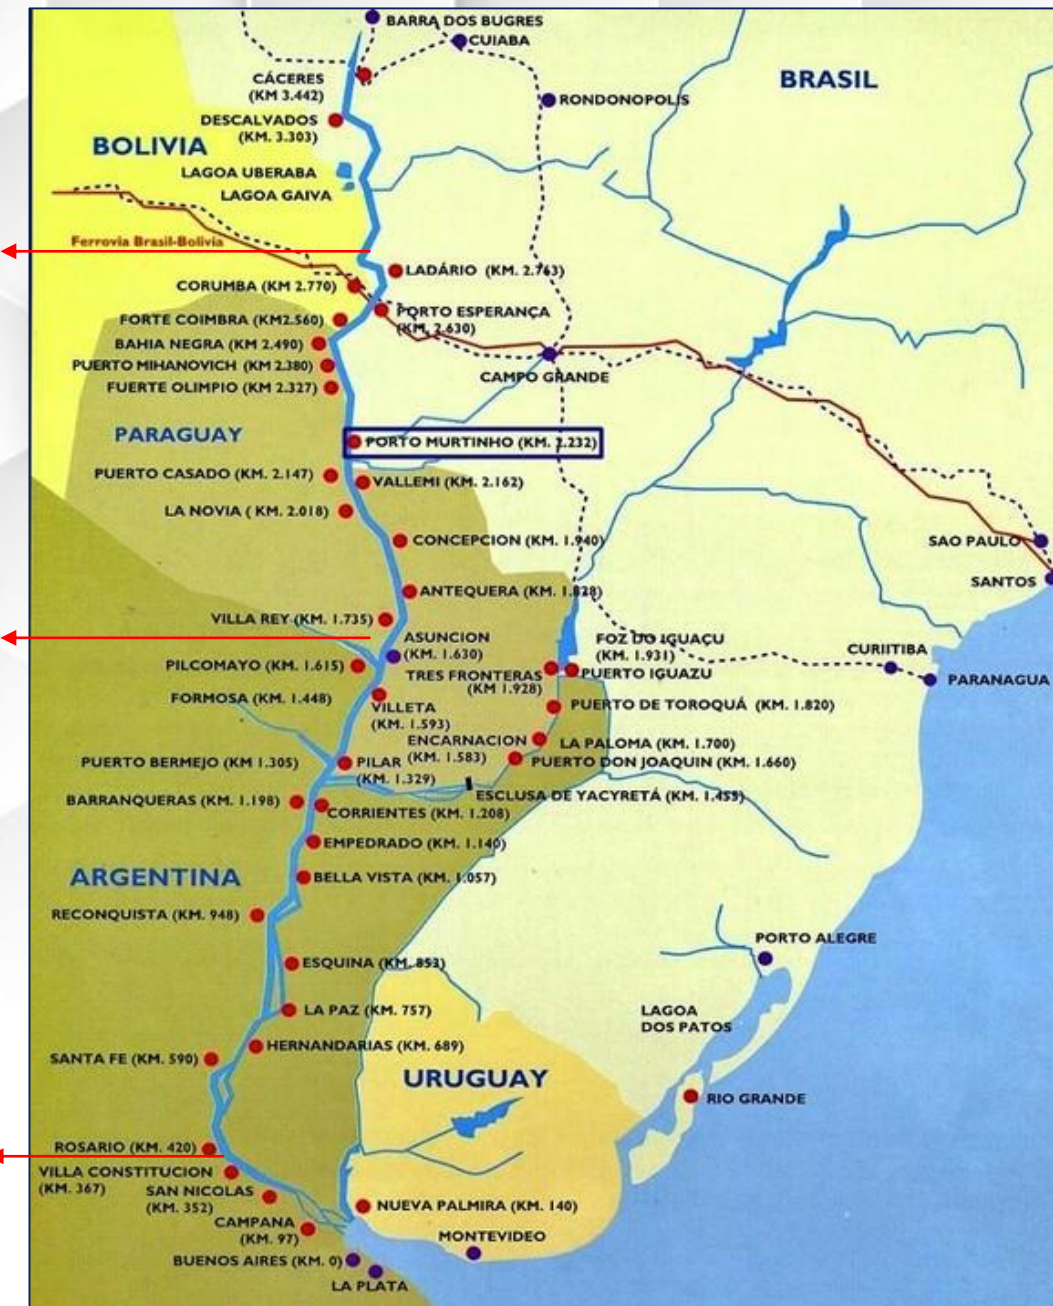 BARRA DOS BUGRES
CUIABA
BRASIL
CÁCERES
(KM 3.442)
RONDONOPOLIS
DESCALVADOS
(KM. 3.303)
BOLIVIA
LAGOA UBERABA
LAGOA GAIVA
Ferrovia Brasil-Bolivia
LADÁRIO (KM. 2.763)
CORUMBA (KM 2.770)
PORTO ESPERANÇA
(KM. 2.630)
FORTE COIMBRA (KM2.560)
BAHIA NEGRA (KM 2.490)
PUERTO MIHANOVICH (KM 2.380)
CAMPO GRANDE
FUERTE OLIMPIO (KM 2.327)
PARAGUAY
PORTO MURTINHO (KM. 2.232)
PUERTO CASADO (KM. 2.147)
VALLEMI (KM. 2.162)
LA NOVIA ( KM. 2.018)
CONCEPCION (KM. 1.940)
SAO PAULO
SANTOS
ANTEQUERA (KM. 1.828)
VILLA REY (KM. 1.735)
ASUNCION
(KM. 1.630)
FOZ DO IGUAÇU
(KM. 1.931)
CURIITIBA
PILCOMAYO (KM. 1.615)
TRES FRONTERAS
(KM 1.928)
PUERTO IGUAZU
PARANAGUA
FORMOSA (KM. 1.448)
VILLETA
(KM. 1.593)
PUERTO DE TOROQUÁ (KM. 1.820)
ENCARNACION
(KM. 1.583)
LA PALOMA (KM. 1.700)
PUERTO BERMEJO (KM 1.305)
PILAR
(KM. 1.329)
PUERTO DON JOAQUIN (KM. 1.660)
ESCLUSA DE YACYRETÁ (KM. 1.455)
BARRANQUERAS (KM. 1.198)
CORRIENTES (KM. 1.208)
EMPEDRADO (KM. 1.140)
ARGENTINA
BELLA VISTA (KM. 1.057)
RECONQUISTA (KM. 948)
PORTO ALEGRE
ESQUINA (KM. 853)
LA PAZ (KM. 757)
LAGOA
DOS PATOS
HERNANDARIAS (KM. 689)
SANTA FE (KM. 590)
URUGUAY
RIO GRANDE
ROSARIO (KM. 420)
VILLA CONSTITUCION
(KM. 367)
SAN NICOLAS
(KM. 352)
NUEVA PALMIRA (KM. 140)
CAMPANA
(KM. 97)
MONTEVIDEO
BUENOS AIRES (KM. 0)
LA PLATA